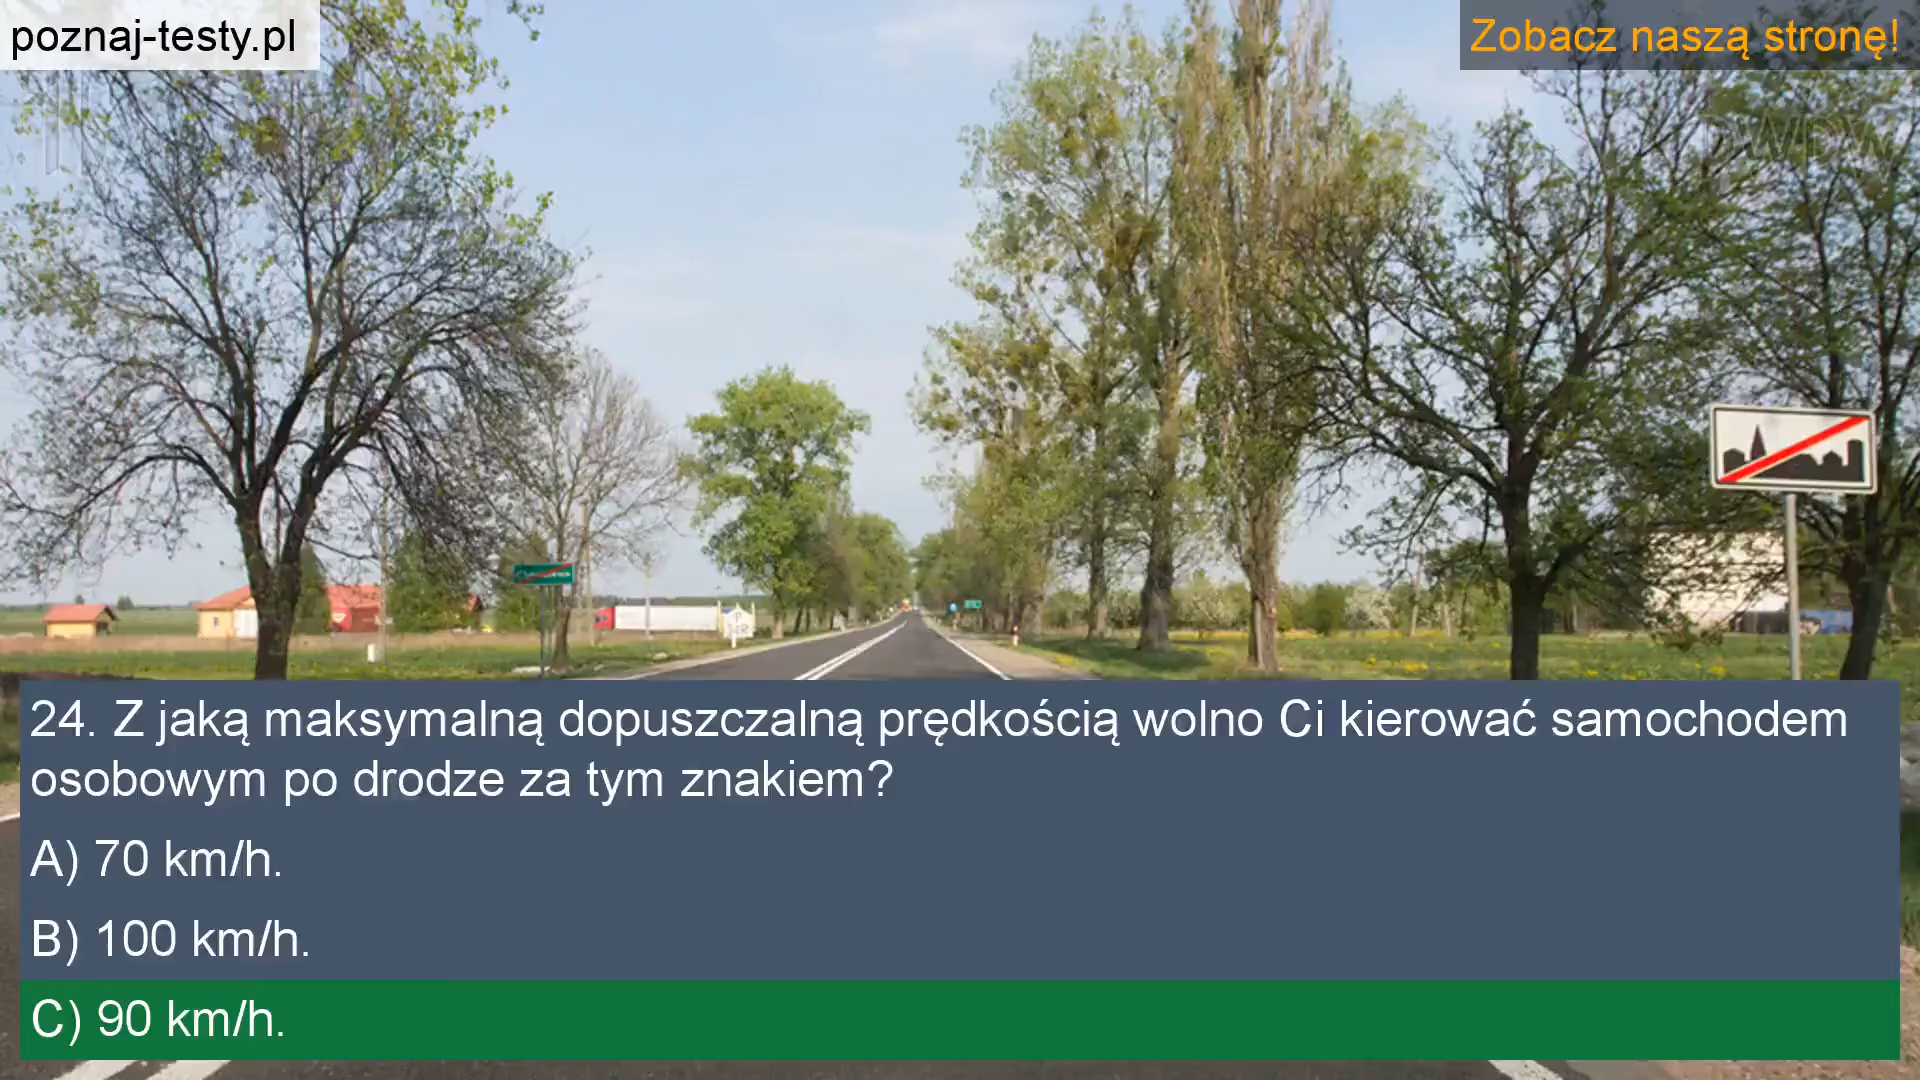 poznaj-testy.pl
Zobacz naszą stronę!
24. Z jaką maksymalną dopuszczalną prędkością wolno Ci kierować samochodem
osobowym po drodze za tym znakiem?
A) 70 km/h.
B) 100 km/h.
C) 90 km/h.